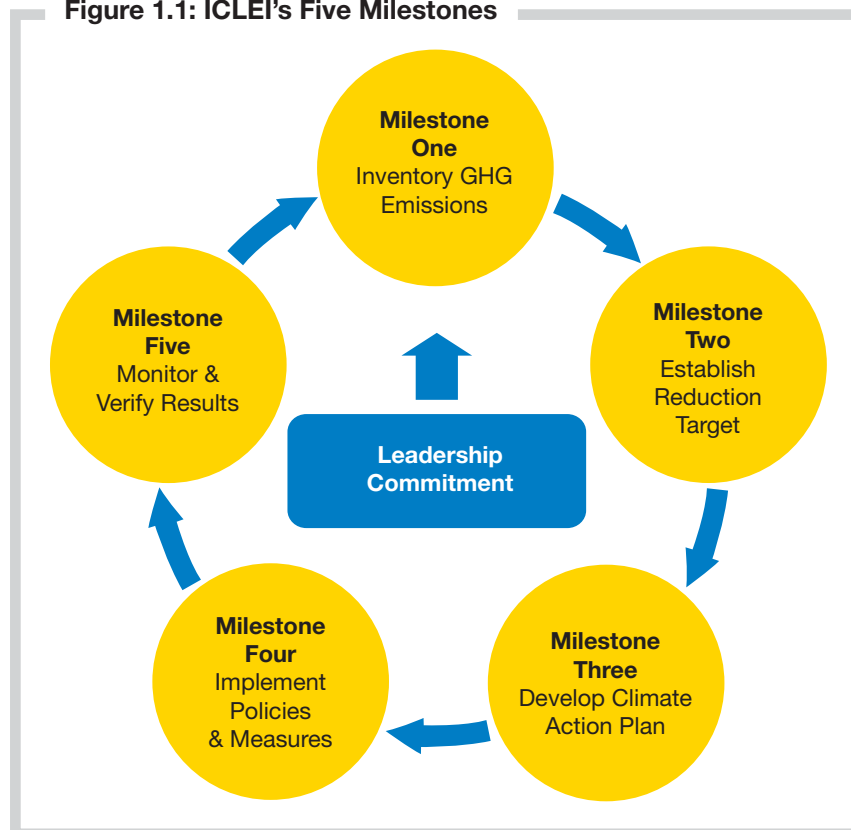 Figure 1.1: ICLEI's Five Milestones
Milestone
One
Inventory GHG
Emissions
Milestone
Two
Establish
Reduction
Target
Milestone
Three
Develop Climate
Action Plan
Milestone
Four
Implement
Policies
& Measures
Milestone
Five
Monitor &
Verify Results
Leadership
Commitment